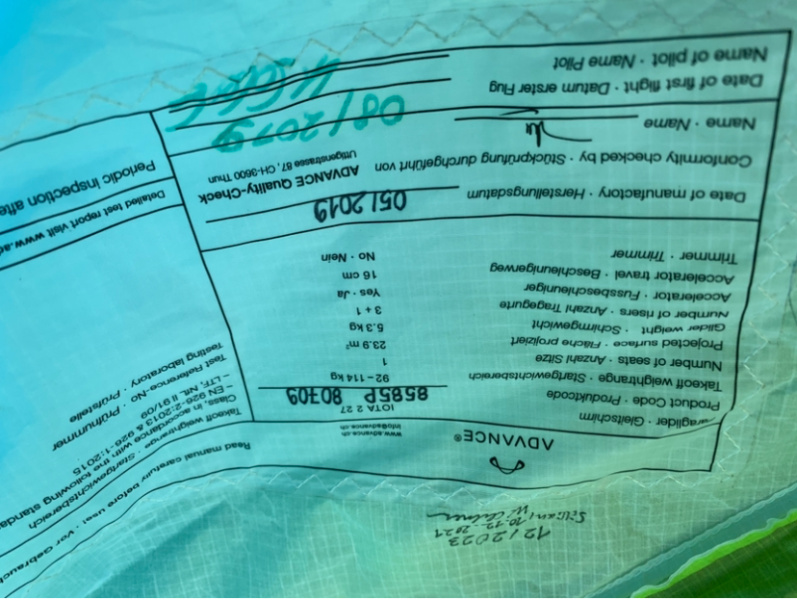 12/2023
10.12.2021
ADVANCE®
www.advance.ch
info@advance.ch
Paraglider · Gleitschirm IOTA 2 27
Product Code · Produktcode 8585P 80709
Takeoff weightrange · Startgewichtsbereich 92–114 kg
Number of seats · Anzahl Sitze 1
Projected surface · Fläche projiziert 23.9 m²
Glider weight · Schirmgewicht 5.3 kg
Number of risers · Anzahl Tragegurte 3 + 1
Accelerator · Fussbeschleuniger Yes · Ja
Accelerator travel · Beschleunigerweg 16 cm
Trimmer · Trimmer No · Nein
Date of manufactory · Herstellungsdatum 05/2019
Conformity checked by · Stückprüfung durchgeführt von ADVANCE Quality-Check
Uttigenstrasse 87, CH-3600 Thun
Name · Name
Date of first flight · Datum erster Flug 08/2019
Name of pilot · Name Pilot
Read manual carefully before use! · Vor Gebrauch
Takeoff weightrange · Startgewichtsbereich
Class, in accordance with the following standa
– EN 926-2:2013 & 926-1:2015
– LTF, NfL II 91/09
Test Reference-No · Prüfnummer
Testing laboratory · Prüfstelle
Detailed test report visit www.ad
Periodic inspection after